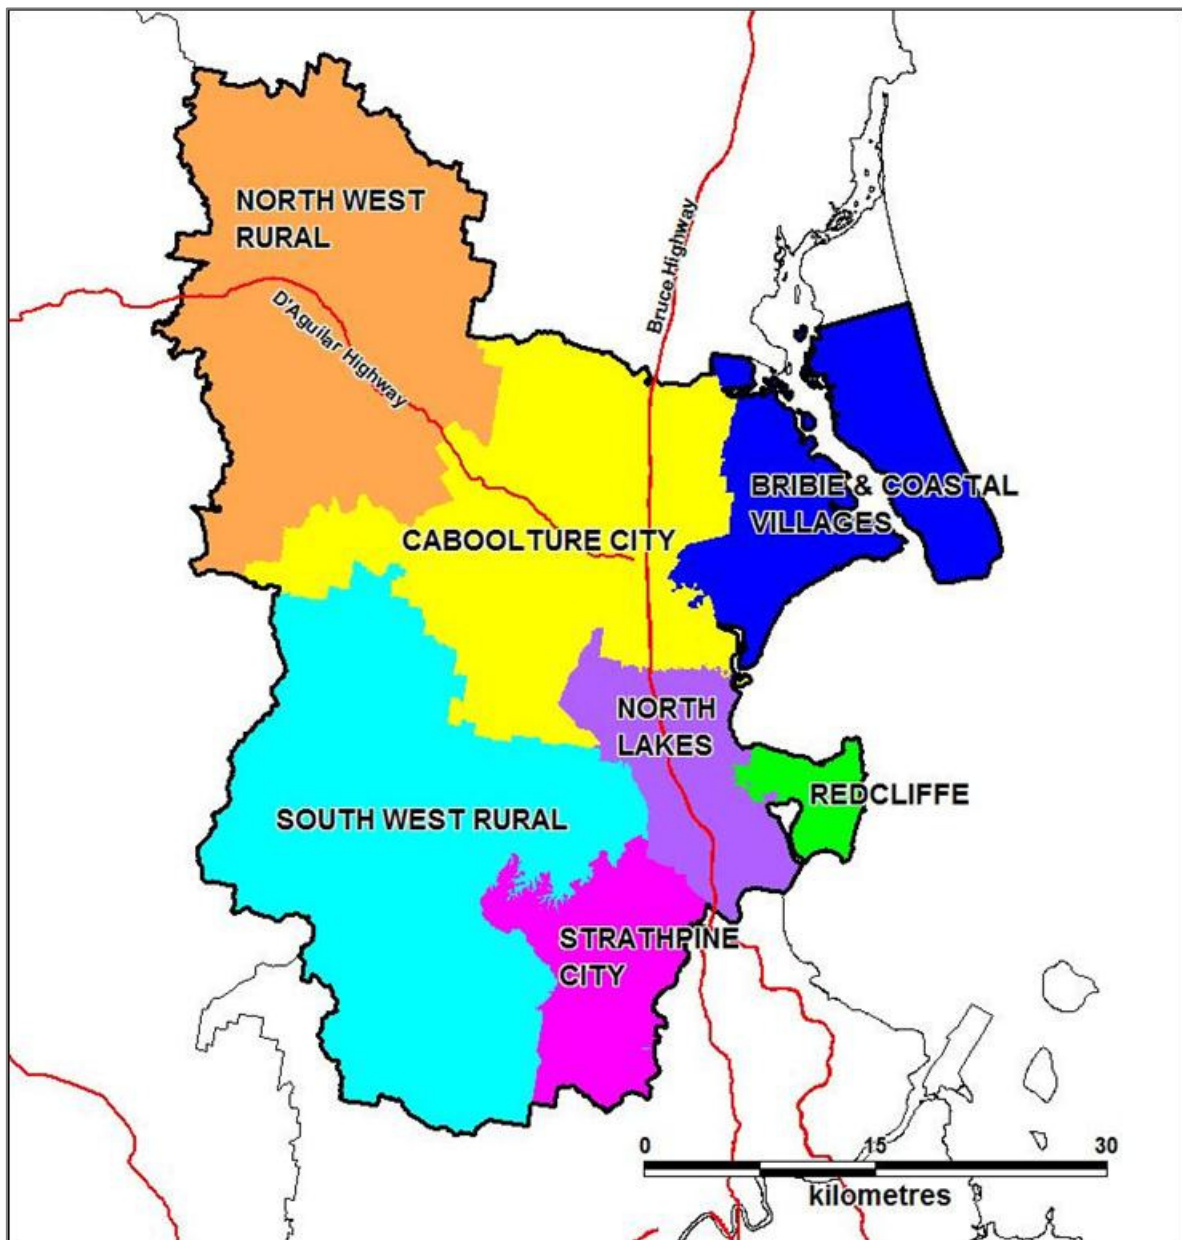 NORTH WEST
RURAL
Bruce Highway
D'Aguilar Highway
BRIBIE & COASTAL
VILLAGES
CABOOLTURE CITY
NORTH
LAKES
REDCLIFFE
SOUTH WEST RURAL
STRATHPINE
CITY
0 15 30
kilometres